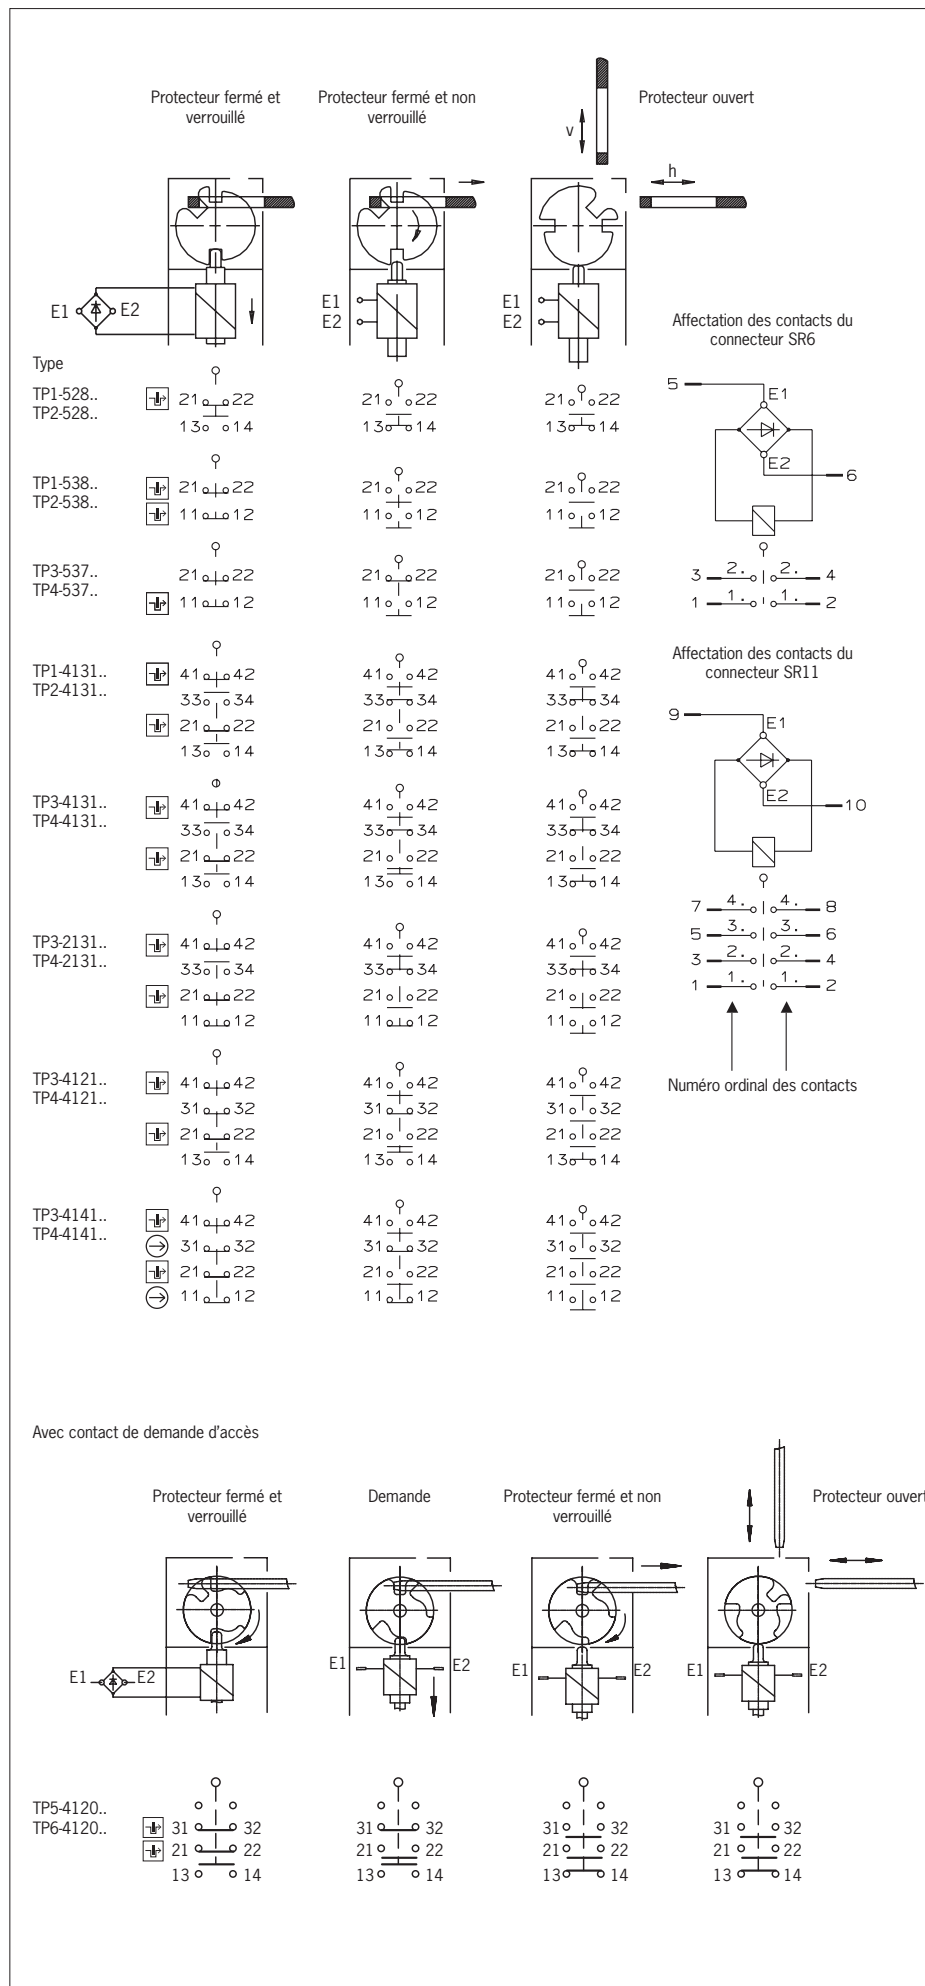 Protecteur fermé et
verrouillé
Protecteur fermé et non
verrouillé
Protecteur ouvert
v
h
E1 E2
E1
E2
E1
E2
Affectation des contacts du
connecteur SR6
5
E1
E2
6
3 2. 2. 4
1 1. 1. 2
Type
TP1-528..
TP2-528..
21 22 21 22 21 22
13 14 13 14 13 14
TP1-538..
TP2-538..
21 22 21 22 21 22
11 12 11 12 11 12
TP3-537..
TP4-537..
21 22 21 22 21 22
11 12 11 12 11 12
TP1-4131..
TP2-4131..
41 42 41 42 41 42
33 34 33 34 33 34
21 22 21 22 21 22
13 14 13 14 13 14
Affectation des contacts du
connecteur SR11
9
E1
E2
10
7 4. 4. 8
5 3. 3. 6
3 2. 2. 4
1 1. 1. 2
Numéro ordinal des contacts
TP3-4131..
TP4-4131..
41 42 41 42 41 42
33 34 33 34 33 34
21 22 21 22 21 22
13 14 13 14 13 14
TP3-2131..
TP4-2131..
41 42 41 42 41 42
33 34 33 34 33 34
21 22 21 22 21 22
11 12 11 12 11 12
TP3-4121..
TP4-4121..
41 42 41 42 41 42
31 32 31 32 31 32
21 22 21 22 21 22
13 14 13 14 13 14
TP3-4141..
TP4-4141..
41 42 41 42 41 42
31 32 31 32 31 32
21 22 21 22 21 22
11 12 11 12 11 12
Avec contact de demande d'accès
Protecteur fermé et
verrouillé
Demande
Protecteur fermé et non
verrouillé
Protecteur ouvert
E1 E2
E1 E2
E1 E2
E1 E2
TP5-4120..
TP6-4120..
31 32 31 32 31 32 31 32
21 22 21 22 21 22 21 22
13 14 13 14 13 14 13 14